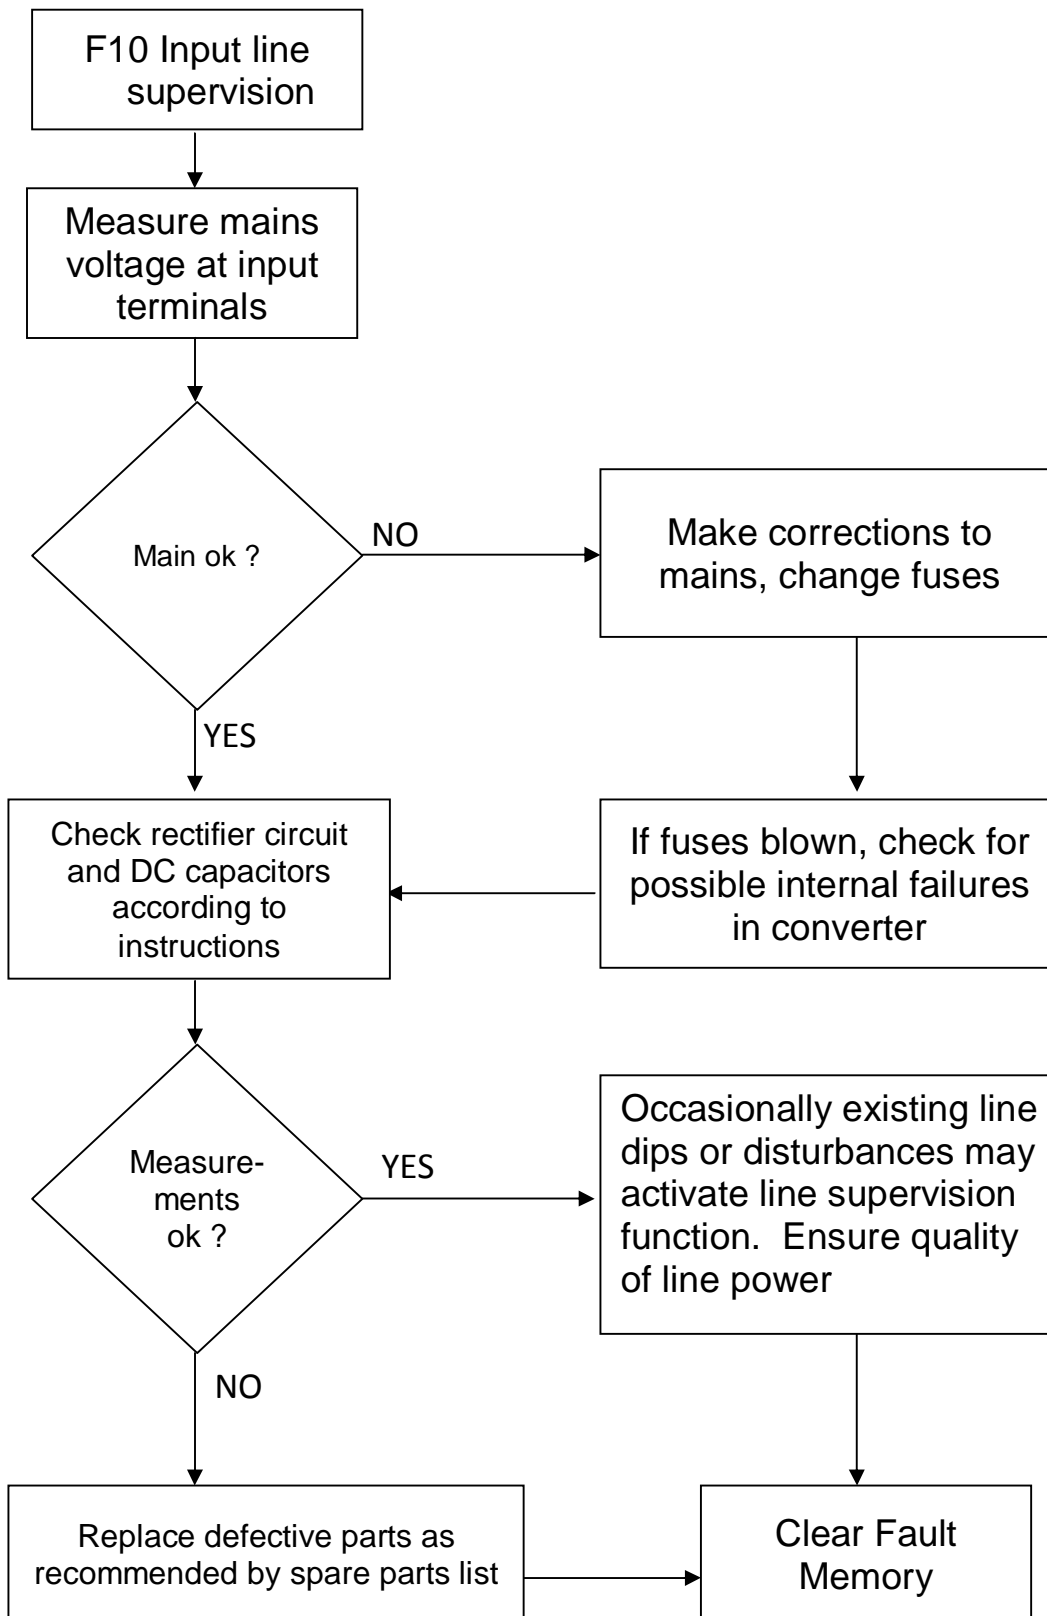 F10 Input line
supervision
Measure mains
voltage at input
terminals
Main ok ?
NO
Make corrections to
mains, change fuses
YES
Check rectifier circuit
and DC capacitors
according to
instructions
If fuses blown, check for
possible internal failures
in converter
Measure-
ments
ok ?
YES
Occasionally existing line
dips or disturbances may
activate line supervision
function.  Ensure quality
of line power
NO
Replace defective parts as
recommended by spare parts list
Clear Fault
Memory